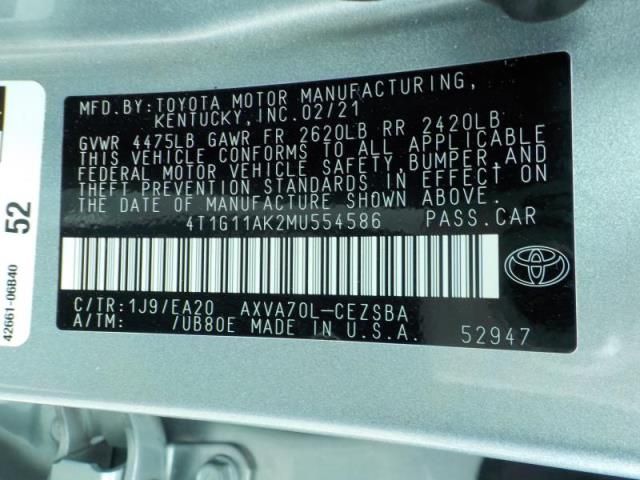 MFD.BY:TOYOTA MOTOR MANUFACTURING,
KENTUCKY,INC.02/21
GVWR 4475LB GAWR FR 2620LB RR 2420LB
THIS VEHICLE CONFORMS TO ALL APPLICABLE
FEDERAL MOTOR VEHICLE SAFETY,BUMPER,AND
THEFT PREVENTION STANDARDS IN EFFECT ON
THE DATE OF MANUFACTURE SHOWN ABOVE.
4T1G11AK2MU554586 PASS.CAR
C/TR:1J9/EA20 AXVA70L-CEZSBA
A/TM: /UB80E MADE IN U.S.A.
52947
52
42661-06B40